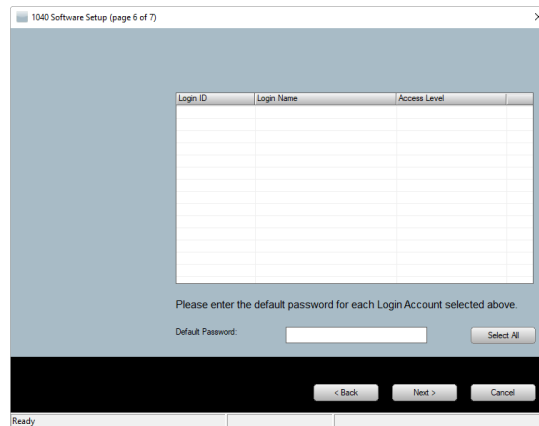 1040 Software Setup (page 6 of 7)
Login ID Login Name Access Level
Please enter the default password for each Login Account selected above.
Default Password: Select All
< Back Next > Cancel
Ready